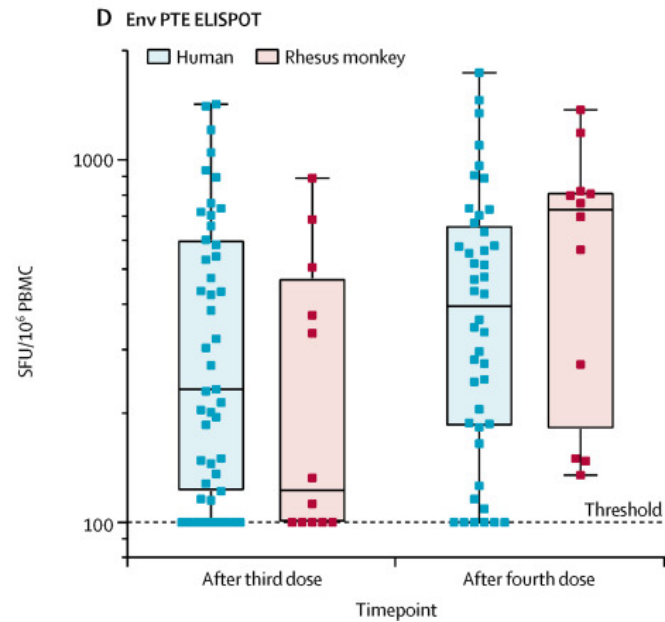 D Env PTE ELISPOT
Human Rhesus monkey
1000
SFU/10⁶ PBMC
Threshold
100
After third dose After fourth dose
Timepoint